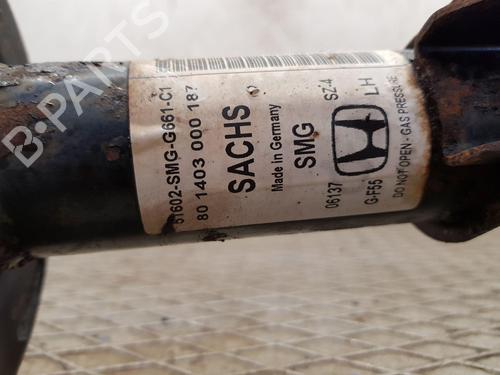 51602-SMG-G661-C1
80 1403 000 187
SACHS
Made in Germany
SMG
SZ4
06137
LH
G-F55
DO NOT OPEN - GAS PRESSURE
B-PARTS